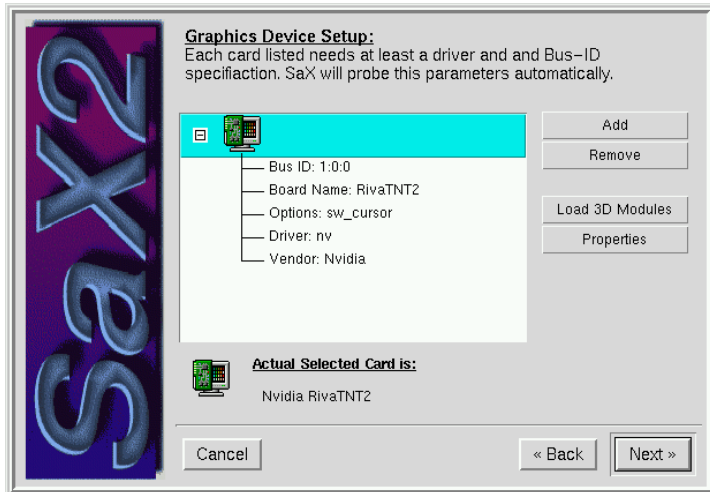 SaX2
Graphics Device Setup:
Each card listed needs at least a driver and and Bus-ID
specifiaction. SaX will probe this parameters automatically.
Bus ID: 1:0:0
Board Name: RivaTNT2
Options: sw_cursor
Driver: nv
Vendor: Nvidia
Add
Remove
Load 3D Modules
Properties
Actual Selected Card is:
Nvidia RivaTNT2
Cancel
« Back
Next »